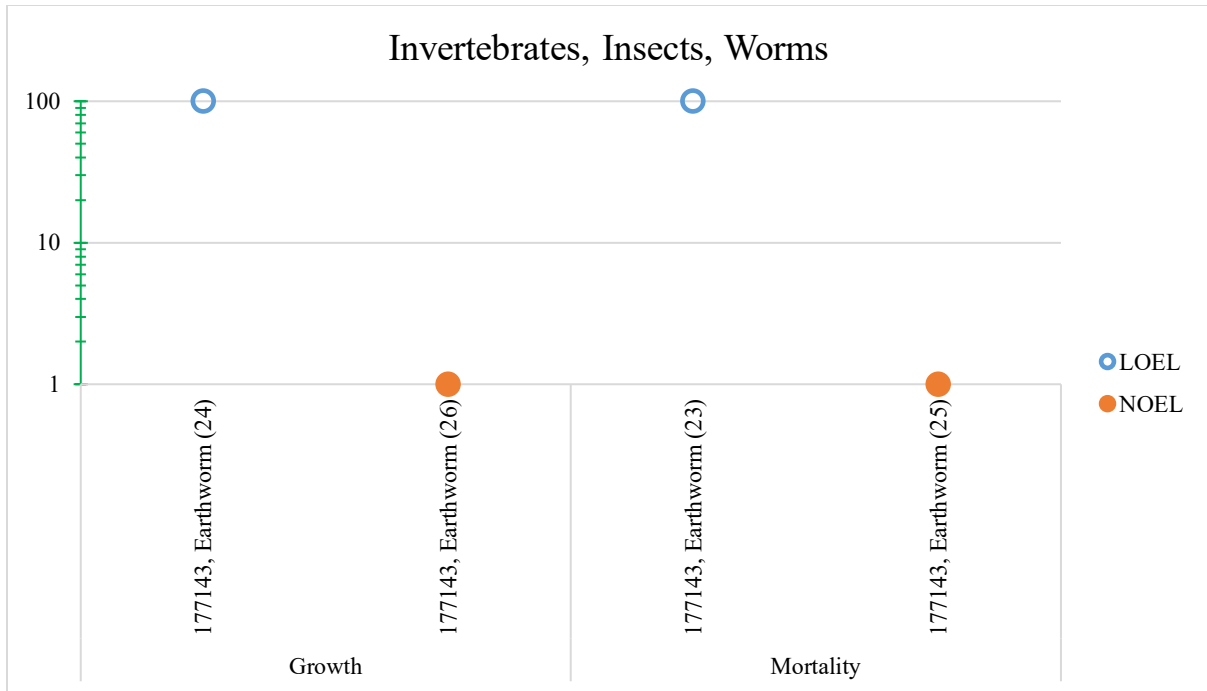 Invertebrates, Insects, Worms
100
10
1
LOEL
NOEL
177143, Earthworm (24)
177143, Earthworm (26)
177143, Earthworm (23)
177143, Earthworm (25)
Growth
Mortality